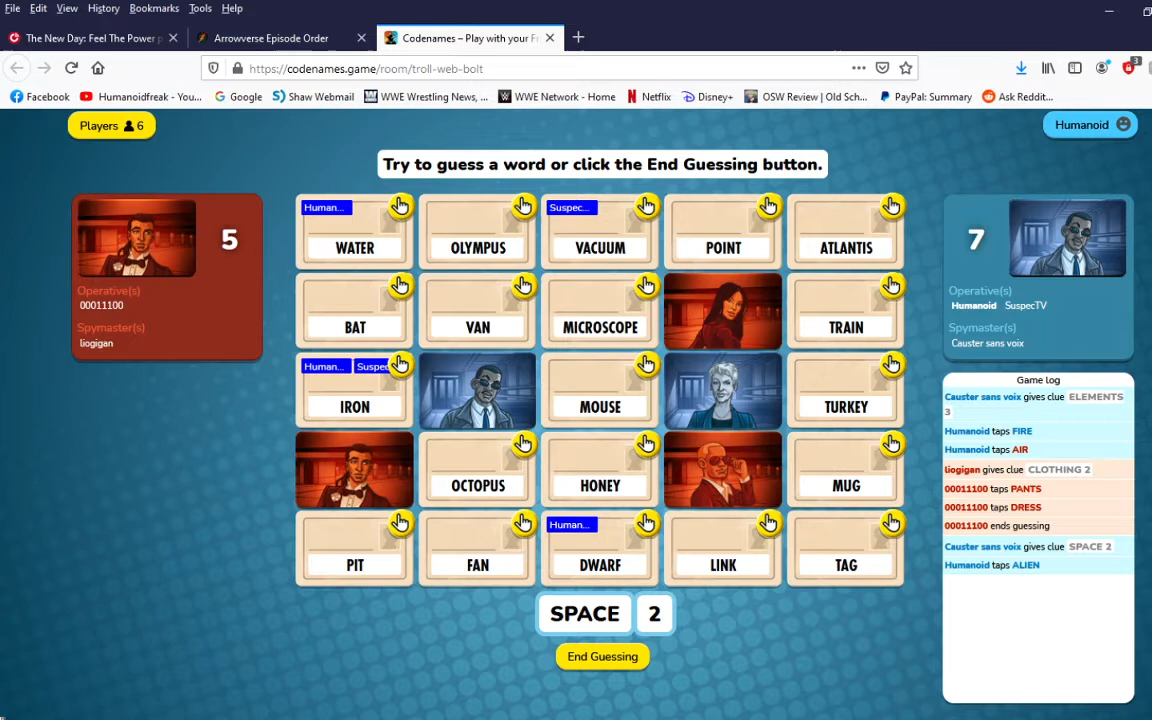 File Edit View History Bookmarks Tools Help
The New Day: Feel The Power p Arrowverse Episode Order Codenames – Play with your Fr
https://codenames.game/room/troll-web-bolt 3
Facebook Humanoidfreak - You... Google Shaw Webmail WWE Wrestling News, ... WWE Network - Home Netflix Disney+ OSW Review | Old Sch... PayPal: Summary Ask Reddit...
Players 6 Humanoid
Try to guess a word or click the End Guessing button.
5
Operative(s)
00011100
Spymaster(s)
liogigan
Human... Suspec...
WATER OLYMPUS VACUUM POINT ATLANTIS
BAT VAN MICROSCOPE TRAIN
Human... Suspec
IRON MOUSE TURKEY
OCTOPUS HONEY MUG
Human...
PIT FAN DWARF LINK TAG
SPACE 2
End Guessing
7
Operative(s)
Humanoid SuspecTV
Spymaster(s)
Causter sans voix
Game log
Causter sans voix gives clue ELEMENTS
3
Humanoid taps FIRE
Humanoid taps AIR
liogigan gives clue CLOTHING 2
00011100 taps PANTS
00011100 taps DRESS
00011100 ends guessing
Causter sans voix gives clue SPACE 2
Humanoid taps ALIEN